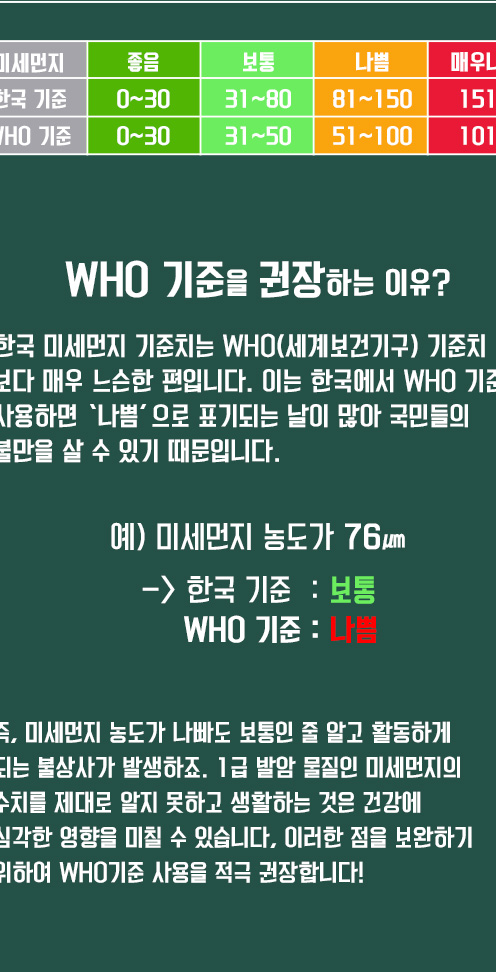 미세먼지 좋음 보통 나쁨 매우나
한국 기준 0~30 31~80 81~150 151
WHO 기준 0~30 31~50 51~100 101
WHO 기준을 권장하는 이유?
한국 미세먼지 기준치는 WHO(세계보건기구) 기준치
보다 매우 느슨한 편입니다. 이는 한국에서 WHO 기준
사용하면 '나쁨'으로 표기되는 날이 많아 국민들의
불만을 살 수 있기 때문입니다.
예) 미세먼지 농도가 76㎛
-> 한국 기준 : 보통
WHO 기준 : 나쁨
즉, 미세먼지 농도가 나빠도 보통인 줄 알고 활동하게
되는 불상사가 발생하죠. 1급 발암 물질인 미세먼지의
수치를 제대로 알지 못하고 생활하는 것은 건강에
심각한 영향을 미칠 수 있습니다, 이러한 점을 보완하기
위하여 WHO기준 사용을 적극 권장합니다!